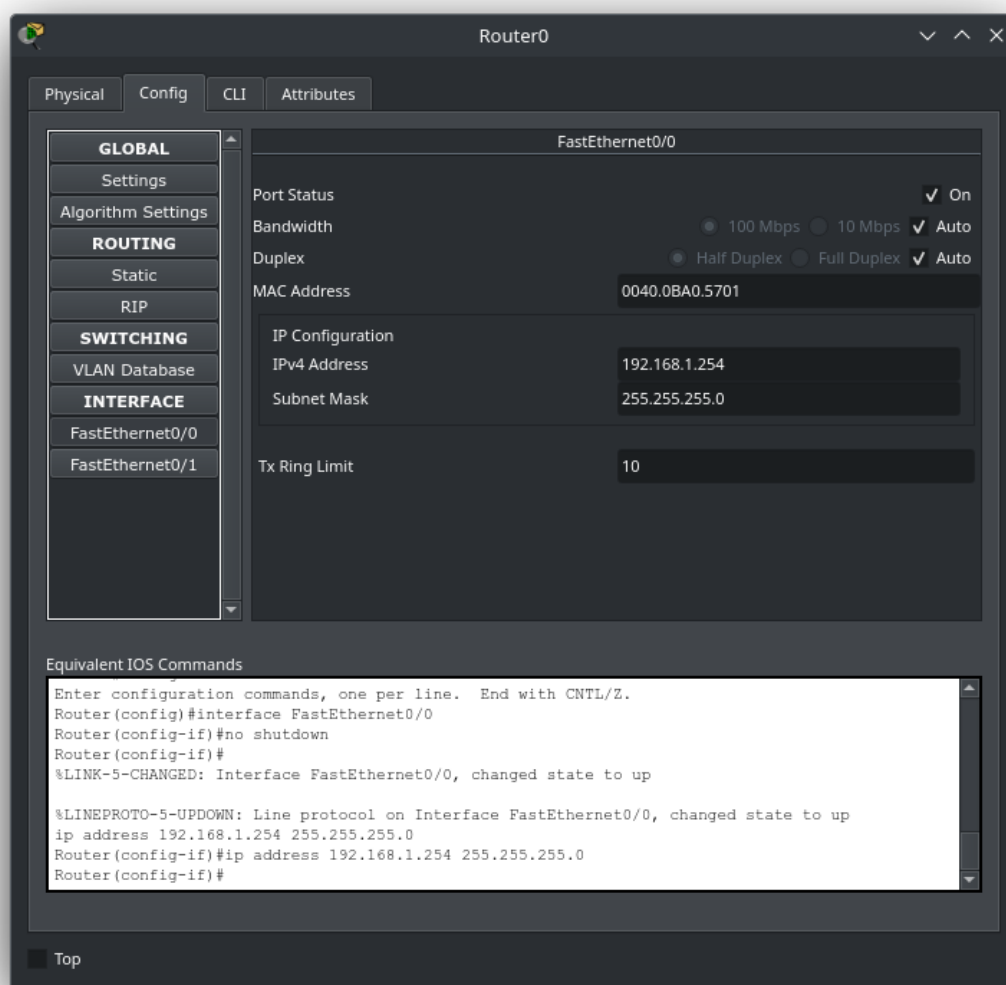 Router0
Physical Config CLI Attributes
GLOBAL
Settings
Algorithm Settings
ROUTING
Static
RIP
SWITCHING
VLAN Database
INTERFACE
FastEthernet0/0
FastEthernet0/1
FastEthernet0/0
Port Status On
Bandwidth 100 Mbps 10 Mbps Auto
Duplex Half Duplex Full Duplex Auto
MAC Address 0040.0BA0.5701
IP Configuration
IPv4 Address 192.168.1.254
Subnet Mask 255.255.255.0
Tx Ring Limit 10
Equivalent IOS Commands
Enter configuration commands, one per line. End with CNTL/Z.
Router(config)#interface FastEthernet0/0
Router(config-if)#no shutdown
Router(config-if)#
%LINK-5-CHANGED: Interface FastEthernet0/0, changed state to up
%LINEPROTO-5-UPDOWN: Line protocol on Interface FastEthernet0/0, changed state to up
ip address 192.168.1.254 255.255.255.0
Router(config-if)#ip address 192.168.1.254 255.255.255.0
Router(config-if)#
Top